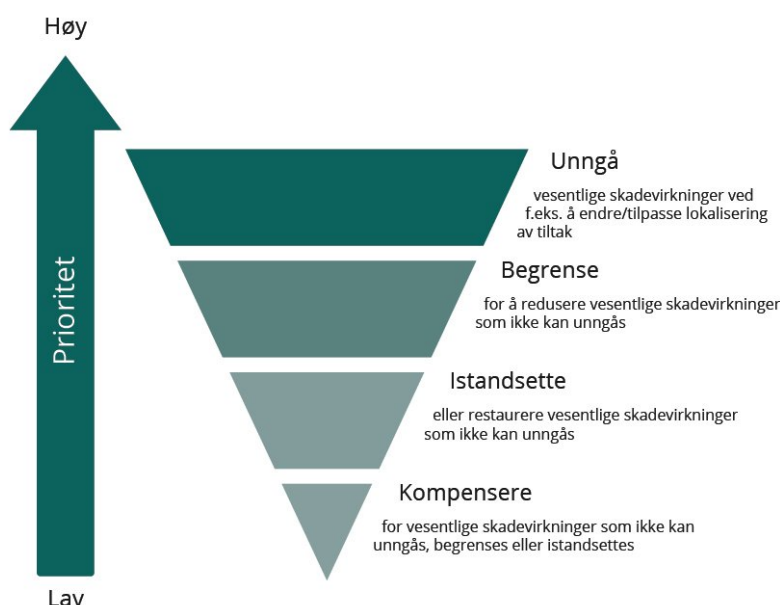 Høy
Prioritet
Unngå
vesentlige skadevirkninger ved
f.eks. å endre/tilpasse lokalisering
av tiltak
Begrense
for å redusere vesentlige skadevirkninger
som ikke kan unngås
Istandsette
eller restaurere vesentlige skadevirkninger
som ikke kan unngås
Kompensere
for vesentlige skadevirkninger som ikke kan
unngås, begrenses eller istandsettes
Lav